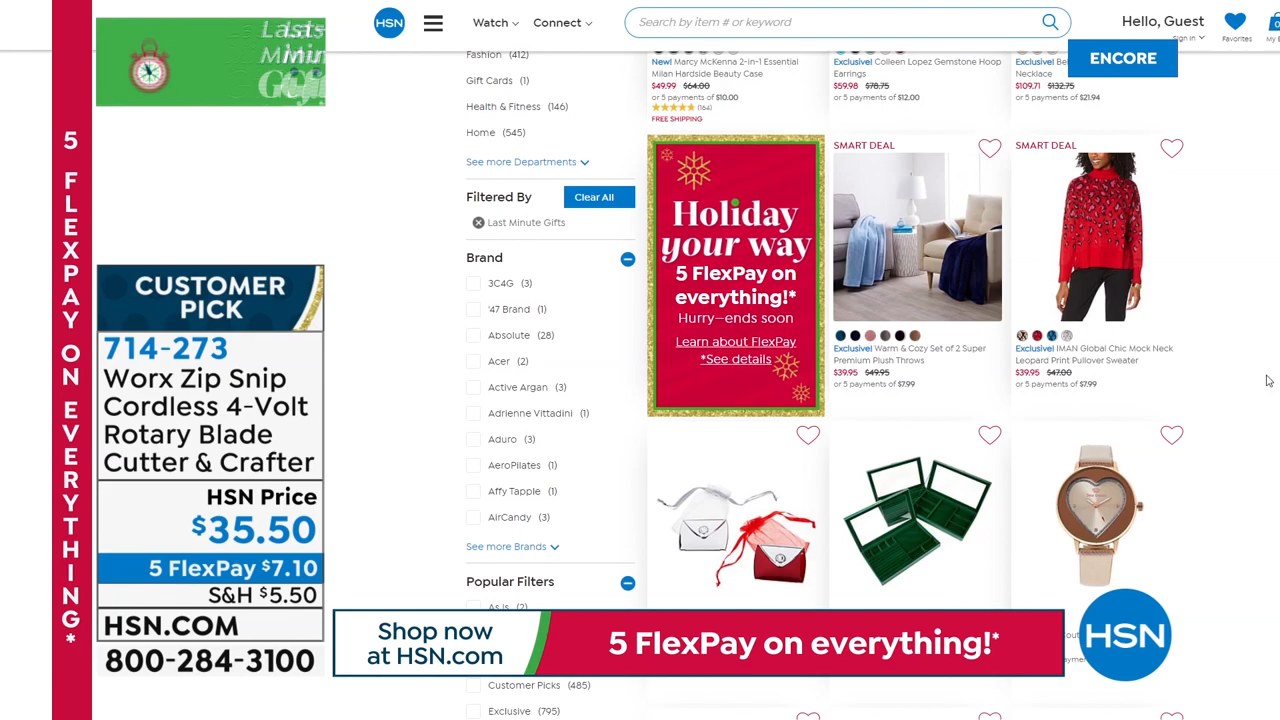 5 FLEXPAY ON EVERYTHING*
Last
Minute
Gifts
CUSTOMER
PICK
714-273
Worx Zip Snip
Cordless 4-Volt
Rotary Blade
Cutter & Crafter
HSN Price
$35.50
5 FlexPay $7.10
S&H $5.50
HSN.COM
800-284-3100
HSN
Watch
Connect
Search by item # or keyword
Hello, Guest
Sign In
Favorites
ENCORE
Fashion (412)
Gift Cards (1)
Health & Fitness (146)
Home (545)
See more Departments
Filtered By
Clear All
Last Minute Gifts
Brand
3C4G (3)
'47 Brand (1)
Absolute (28)
Acer (2)
Active Argan (3)
Adrienne Vittadini (1)
Aduro (3)
AeroPilates (1)
Affy Tapple (1)
AirCandy (3)
See more Brands
Popular Filters
As Is (2)
Customer Picks (485)
Exclusive (795)
New! Marcy McKenna 2-in-1 Essential
Milan Hardside Beauty Case
$49.99 $64.00
or 5 payments of $10.00
(164)
FREE SHIPPING
Exclusive! Colleen Lopez Gemstone Hoop
Earrings
$59.98 $78.75
or 5 payments of $12.00
Exclusive!
Necklace
$109.71 $132.75
or 5 payments of $21.94
Holiday
your way
5 FlexPay on
everything!*
Hurry—ends soon
Learn about FlexPay
*See details
SMART DEAL
Exclusive! Warm & Cozy Set of 2 Super
Premium Plush Throws
$39.95 $49.95
or 5 payments of $7.99
SMART DEAL
Exclusive! IMAN Global Chic Mock Neck
Leopard Print Pullover Sweater
$39.95 $47.00
or 5 payments of $7.99
Shop now
at HSN.com
5 FlexPay on everything!*
HSN